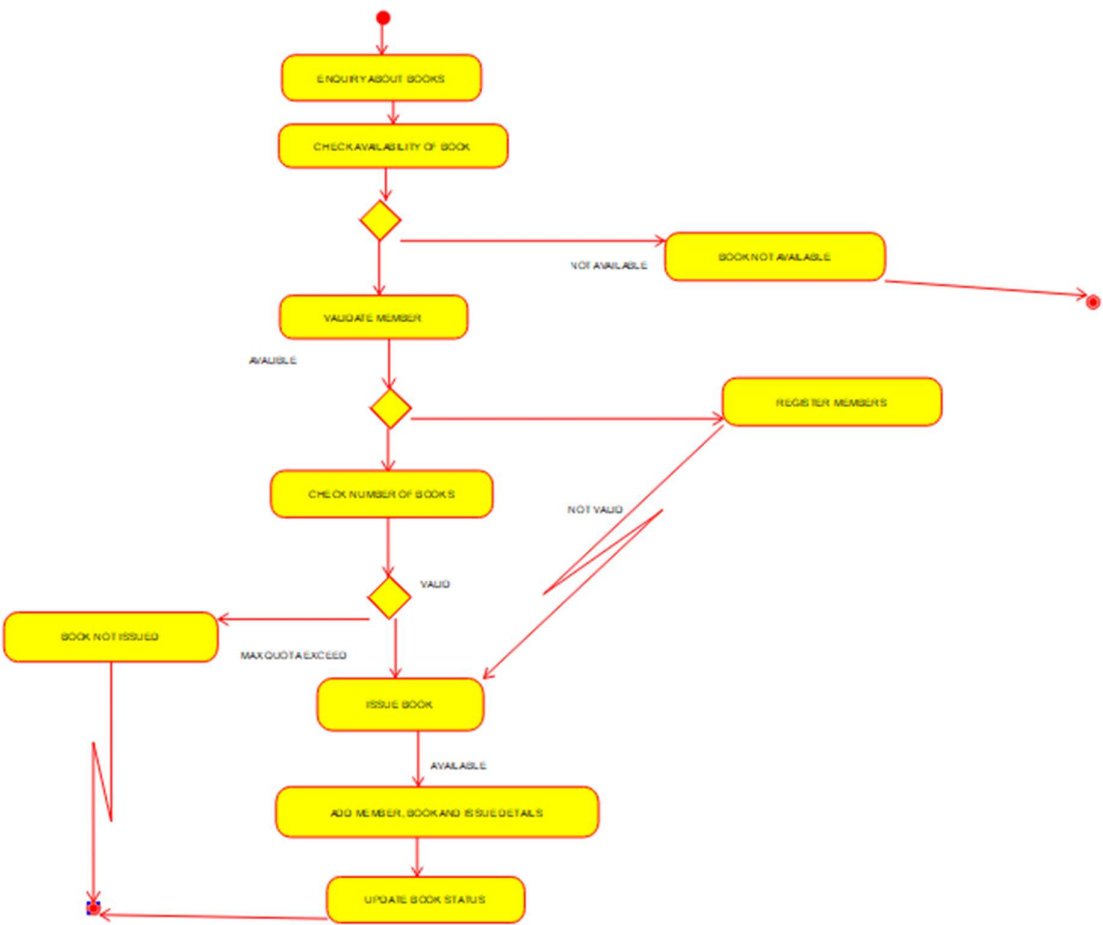 ENQUIRY ABOUT BOOKS
CHECK AVAILABILITY OF BOOK
BOOK NOT AVAILABLE
NOT AVAILABLE
VALIDATE MEMBER
AVALIBLE
REGISTER MEMBERS
CHECK NUMBER OF BOOKS
NOT VALID
VALID
BOOK NOT ISSUED
MAX QUOTA EXCEED
ISSUE BOOK
AVAILABLE
ADD MEMBER, BOOK AND ISSUE DETAILS
UPDATE BOOK STATUS